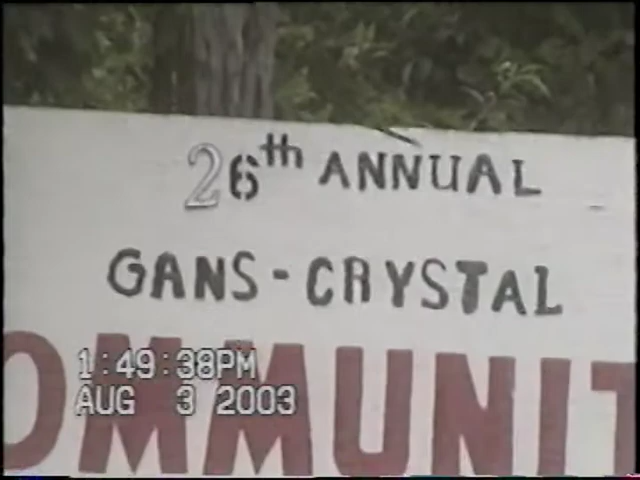 26th ANNUAL
GANS-CRYSTAL
OMMUNIT
1:49:38PM
AUG 3 2003